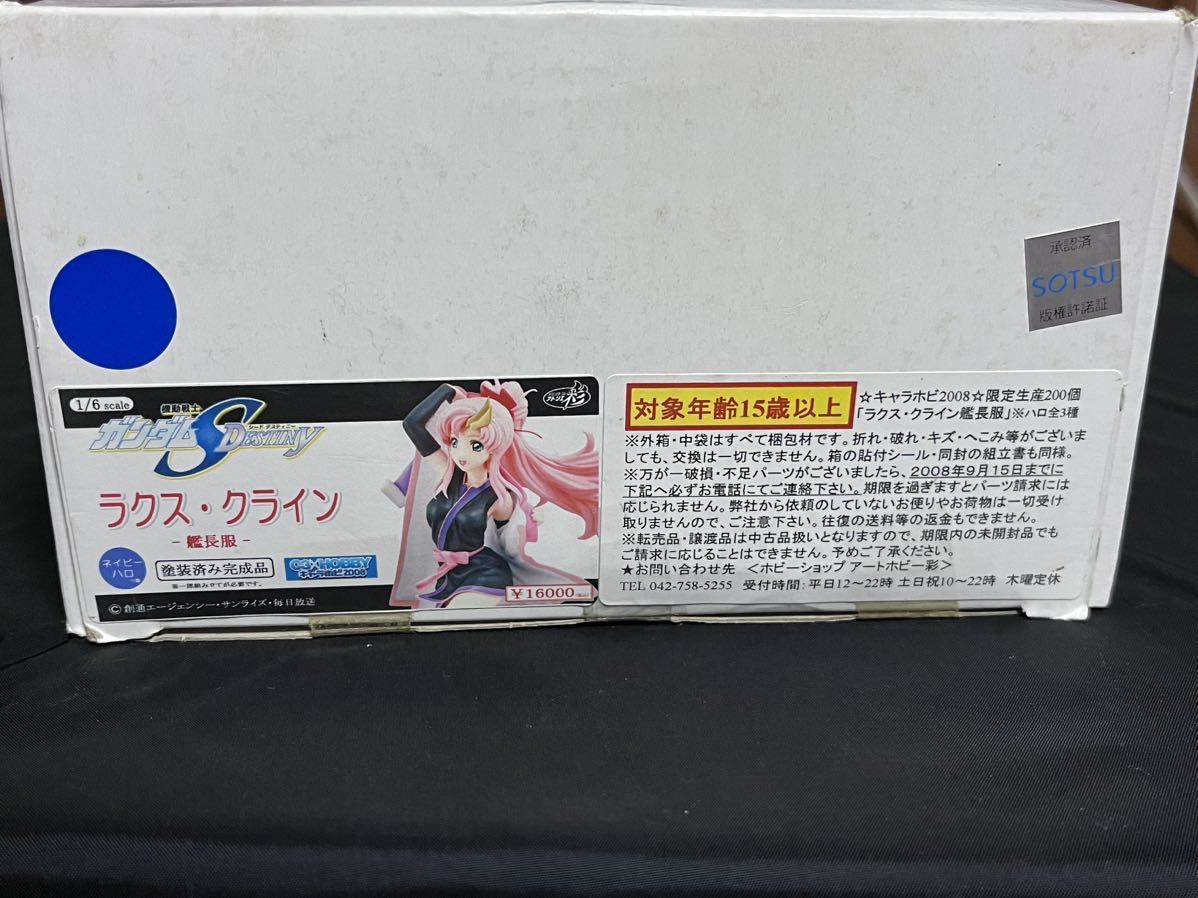 承認済
SOTSU
版権許諾証
1/6 scale
機動戦士
ガンダムSEED DESTINY
シード デスティニー
ラクス・クライン
- 艦長服 -
ネイビー
ハロ
塗装済み完成品
C3×HOBBY
キャラホビ2008
¥16000
©創通エージェンシー・サンライズ・毎日放送
対象年齢15歳以上
☆キャラホビ2008☆限定生産200個
「ラクス・クライン艦長服」※ハロ全3種
※外箱・中袋はすべて梱包材です。折れ・破れ・キズ・へこみ等がございま
しても、交換は一切できません。箱の貼付シール・同封の組立書も同様。
※万が一破損・不足パーツがございましたら、2008年9月15日までに
下記へ必ずお電話にてご連絡下さい。期限を過ぎますとパーツ請求には
応じられません。弊社から依頼のしていないお便りやお荷物は一切受け
取りませんので、ご注意下さい。往復の送料等の返金もできません。
※転売品・譲渡品は中古品扱いとなりますので、期限内の未開封品でも
ご請求に応じることはできません。予めご了承ください。
★お問い合わせ先 ＜ホビーショップ アートホビー彩＞
TEL 042-758-5255 受付時間：平日12～22時 土日祝10～22時 木曜定休